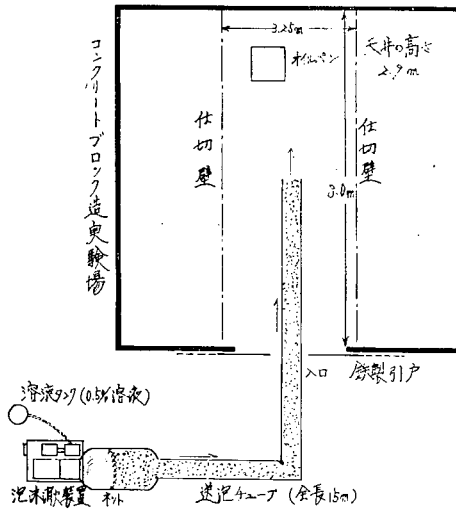 3.25m
オイルパン
天井の高さ
2.9m
仕切壁
仕切壁
コンクリートブロック造実験場
3.0m
入口
鉄製引戸
溶液タンク(0.5%溶液)
泡沫放射装置
ネット
送泡チューブ(全長15m)